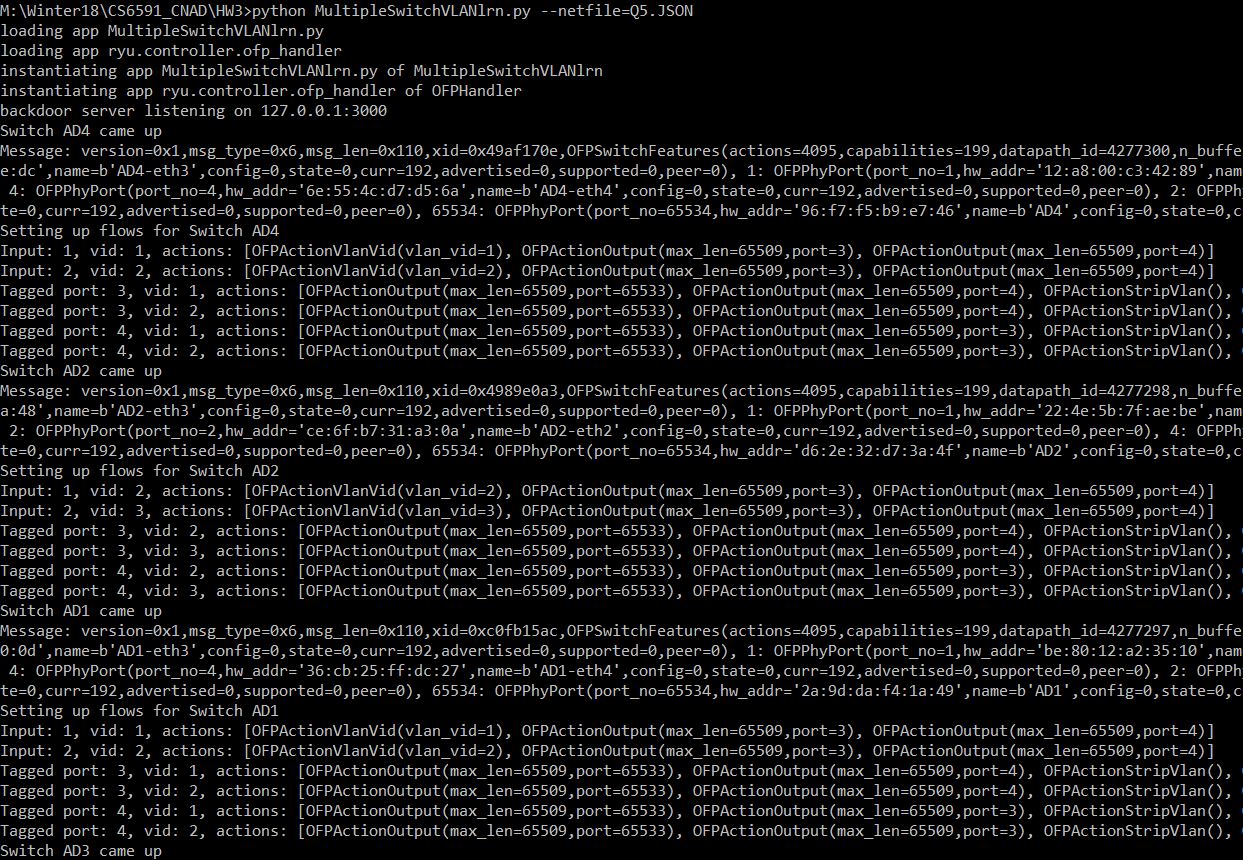 M:\Winter18\CS6591_CNAD\HW3>python MultipleSwitchVLANlrn.py --netfile=Q5.JSON
loading app MultipleSwitchVLANlrn.py
loading app ryu.controller.ofp_handler
instantiating app MultipleSwitchVLANlrn.py of MultipleSwitchVLANlrn
instantiating app ryu.controller.ofp_handler of OFPHandler
backdoor server listening on 127.0.0.1:3000
Switch AD4 came up
Message: version=0x1,msg_type=0x6,msg_len=0x110,xid=0x49af170e,OFPSwitchFeatures(actions=4095,capabilities=199,datapath_id=4277300,n_buffe
e:dc',name=b'AD4-eth3',config=0,state=0,curr=192,advertised=0,supported=0,peer=0), 1: OFPPhyPort(port_no=1,hw_addr='12:a8:00:c3:42:89',nam
 4: OFPPhyPort(port_no=4,hw_addr='6e:55:4c:d7:d5:6a',name=b'AD4-eth4',config=0,state=0,curr=192,advertised=0,supported=0,peer=0), 2: OFPPh
te=0,curr=192,advertised=0,supported=0,peer=0), 65534: OFPPhyPort(port_no=65534,hw_addr='96:f7:f5:b9:e7:46',name=b'AD4',config=0,state=0,c
Setting up flows for Switch AD4
Input: 1, vid: 1, actions: [OFPActionVlanVid(vlan_vid=1), OFPActionOutput(max_len=65509,port=3), OFPActionOutput(max_len=65509,port=4)]
Input: 2, vid: 2, actions: [OFPActionVlanVid(vlan_vid=2), OFPActionOutput(max_len=65509,port=3), OFPActionOutput(max_len=65509,port=4)]
Tagged port: 3, vid: 1, actions: [OFPActionOutput(max_len=65509,port=65533), OFPActionOutput(max_len=65509,port=4), OFPActionStripVlan(),
Tagged port: 3, vid: 2, actions: [OFPActionOutput(max_len=65509,port=65533), OFPActionOutput(max_len=65509,port=4), OFPActionStripVlan(),
Tagged port: 4, vid: 1, actions: [OFPActionOutput(max_len=65509,port=65533), OFPActionOutput(max_len=65509,port=3), OFPActionStripVlan(),
Tagged port: 4, vid: 2, actions: [OFPActionOutput(max_len=65509,port=65533), OFPActionOutput(max_len=65509,port=3), OFPActionStripVlan(),
Switch AD2 came up
Message: version=0x1,msg_type=0x6,msg_len=0x110,xid=0x4989e0a3,OFPSwitchFeatures(actions=4095,capabilities=199,datapath_id=4277298,n_buffe
a:48',name=b'AD2-eth3',config=0,state=0,curr=192,advertised=0,supported=0,peer=0), 1: OFPPhyPort(port_no=1,hw_addr='22:4e:5b:7f:ae:be',nam
 2: OFPPhyPort(port_no=2,hw_addr='ce:6f:b7:31:a3:0a',name=b'AD2-eth2',config=0,state=0,curr=192,advertised=0,supported=0,peer=0), 4: OFPPh
te=0,curr=192,advertised=0,supported=0,peer=0), 65534: OFPPhyPort(port_no=65534,hw_addr='d6:2e:32:d7:3a:4f',name=b'AD2',config=0,state=0,c
Setting up flows for Switch AD2
Input: 1, vid: 2, actions: [OFPActionVlanVid(vlan_vid=2), OFPActionOutput(max_len=65509,port=3), OFPActionOutput(max_len=65509,port=4)]
Input: 2, vid: 3, actions: [OFPActionVlanVid(vlan_vid=3), OFPActionOutput(max_len=65509,port=3), OFPActionOutput(max_len=65509,port=4)]
Tagged port: 3, vid: 2, actions: [OFPActionOutput(max_len=65509,port=65533), OFPActionOutput(max_len=65509,port=4), OFPActionStripVlan(),
Tagged port: 3, vid: 3, actions: [OFPActionOutput(max_len=65509,port=65533), OFPActionOutput(max_len=65509,port=4), OFPActionStripVlan(),
Tagged port: 4, vid: 2, actions: [OFPActionOutput(max_len=65509,port=65533), OFPActionOutput(max_len=65509,port=3), OFPActionStripVlan(),
Tagged port: 4, vid: 3, actions: [OFPActionOutput(max_len=65509,port=65533), OFPActionOutput(max_len=65509,port=3), OFPActionStripVlan(),
Switch AD1 came up
Message: version=0x1,msg_type=0x6,msg_len=0x110,xid=0xc0fb15ac,OFPSwitchFeatures(actions=4095,capabilities=199,datapath_id=4277297,n_buffe
0:0d',name=b'AD1-eth3',config=0,state=0,curr=192,advertised=0,supported=0,peer=0), 1: OFPPhyPort(port_no=1,hw_addr='be:80:12:a2:35:10',nam
 4: OFPPhyPort(port_no=4,hw_addr='36:cb:25:ff:dc:27',name=b'AD1-eth4',config=0,state=0,curr=192,advertised=0,supported=0,peer=0), 2: OFPPh
te=0,curr=192,advertised=0,supported=0,peer=0), 65534: OFPPhyPort(port_no=65534,hw_addr='2a:9d:da:f4:1a:49',name=b'AD1',config=0,state=0,c
Setting up flows for Switch AD1
Input: 1, vid: 1, actions: [OFPActionVlanVid(vlan_vid=1), OFPActionOutput(max_len=65509,port=3), OFPActionOutput(max_len=65509,port=4)]
Input: 2, vid: 2, actions: [OFPActionVlanVid(vlan_vid=2), OFPActionOutput(max_len=65509,port=3), OFPActionOutput(max_len=65509,port=4)]
Tagged port: 3, vid: 1, actions: [OFPActionOutput(max_len=65509,port=65533), OFPActionOutput(max_len=65509,port=4), OFPActionStripVlan(),
Tagged port: 3, vid: 2, actions: [OFPActionOutput(max_len=65509,port=65533), OFPActionOutput(max_len=65509,port=4), OFPActionStripVlan(),
Tagged port: 4, vid: 1, actions: [OFPActionOutput(max_len=65509,port=65533), OFPActionOutput(max_len=65509,port=3), OFPActionStripVlan(),
Tagged port: 4, vid: 2, actions: [OFPActionOutput(max_len=65509,port=65533), OFPActionOutput(max_len=65509,port=3), OFPActionStripVlan(),
Switch AD3 came up